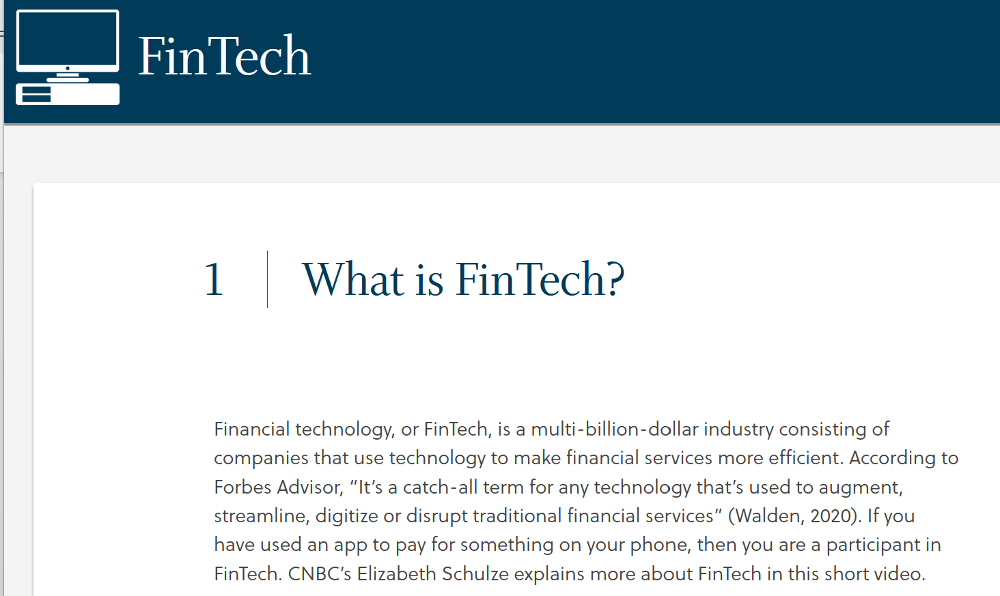 FinTech
1 What is FinTech?
Financial technology, or FinTech, is a multi-billion-dollar industry consisting of
companies that use technology to make financial services more efficient. According to
Forbes Advisor, “It’s a catch-all term for any technology that’s used to augment,
streamline, digitize or disrupt traditional financial services” (Walden, 2020). If you
have used an app to pay for something on your phone, then you are a participant in
FinTech. CNBC’s Elizabeth Schulze explains more about FinTech in this short video.